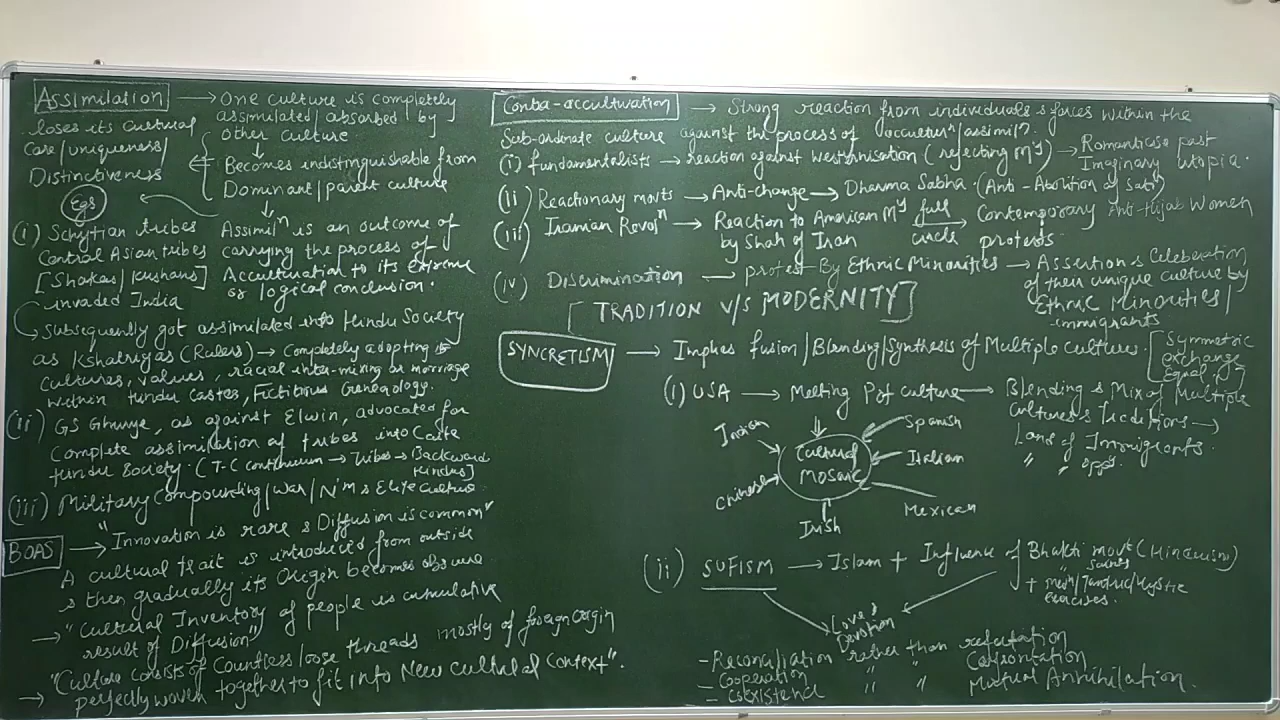 Assimilation → One culture is completely
assimilated/absorbed by
other culture
loses its cultural
Core/uniqueness/
Distinctiveness
↓
Becomes indistinguishable from
Dominant/parent culture
↓
Egs
Assimilⁿ is an outcome of
carrying the process of
Acculturation to its extreme
or logical conclusion.
(i) Scythian tribes
Central Asian tribes
[Shakas/Kushans]
invaded India
Subsequently got assimilated into Hindu Society
as Kshatriyas (Rulers) → Completely adopting
Cultures, values, racial inter-mixing or marriage
within Hindu Castes, Fictitious Genealogy.
(ii) GS Ghurye, as against Elwin, advocated for
Complete assimilation of tribes into Caste
Hindu Society. (T-C continuum → Tribes → Backward
Hindus]
(iii) Military Compounding/War/N'm & Elite Culture
BOAS → "Innovation is rare & Diffusion is common"
A cultural trait is introduced from outside
& then gradually its origin becomes obscure
→ "Cultural Inventory of people is cumulative
result of Diffusion"
→ "Culture consists of Countless loose threads mostly of foreign origin
perfectly woven together to fit into New Cultural Context".
Contra-acculturation → Strong reaction from individuals & forces within the
Sub-ordinate culture against the process of accultur"/assimiln.
(i) fundamentalists → reaction against westernisation (rejecting My) → Romanticise past
Imaginary utopia.
(ii) Reactionary movts → Anti-change → Dharma Sabha. (Anti-Abolition of Sati)
(iii) Iranian Revolⁿ → Reaction to American My full circle → Contemporary Anti-hijab Women
by Shah of Iran protests
(iv) Discrimination → protest By Ethnic Minorities → Assertion & Celebration
of their unique culture by
Ethnic Minorities/
immigrants
[TRADITION V/S MODERNITY]
SYNCRETISM → Implies fusion/Blending/Synthesis of Multiple cultures. [Symmetric
exchange
Equal]
(i) USA → Melting Pot culture → Blending & Mix of Multiple
Cultures & Traditions →
Land of Immigrants.
" " oppy.
Indian
Spanish
Cultural
Mosaic
Italian
Chinese
Mexican
Irish
(ii) SUFISM → Islam + Influence of Bhakti movt (Hinduism)
" saints
+ Tantric/Mystic
exercises.
Love &
Devotion
- Reconciliation rather than refutation
- Cooperation " " Confrontation
- Coexistence " " Mutual Annihilation.